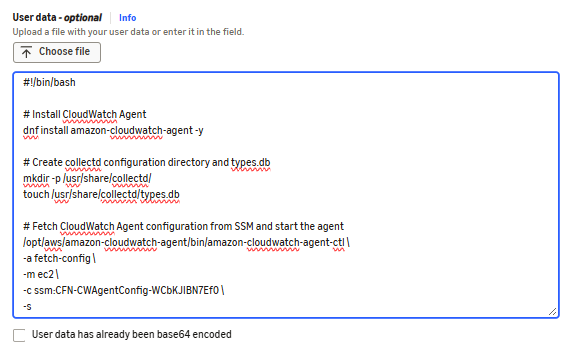 User data - optional Info
Upload a file with your user data or enter it in the field.
Choose file
#!/bin/bash
# Install CloudWatch Agent
dnf install amazon-cloudwatch-agent -y
# Create collectd configuration directory and types.db
mkdir -p /usr/share/collectd/
touch /usr/share/collectd/types.db
# Fetch CloudWatch Agent configuration from SSM and start the agent
/opt/aws/amazon-cloudwatch-agent/bin/amazon-cloudwatch-agent-ctl \
-a fetch-config \
-m ec2 \
-c ssm:CFN-CWAgentConfig-WCbKJIBN7Ef0 \
-s
User data has already been base64 encoded